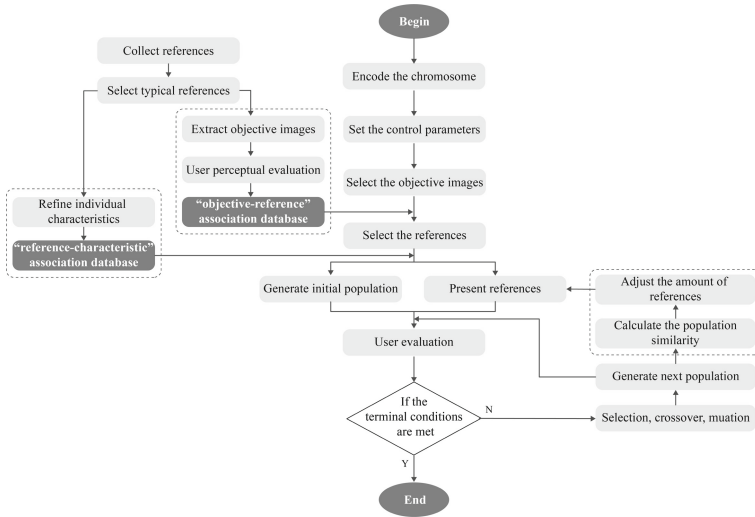 Begin
Collect references
Select typical references
Encode the chromosome
Extract objective images
Set the control parameters
User perceptual evaluation
Select the objective images
Refine individual
characteristics
“objective-reference”
association database
Select the references
“reference-characteristic”
association database
Generate initial population
Present references
Adjust the amount of
references
Calculate the population
similarity
User evaluation
Generate next population
If the
terminal conditions
are met
N
Selection, crossover, muation
Y
End